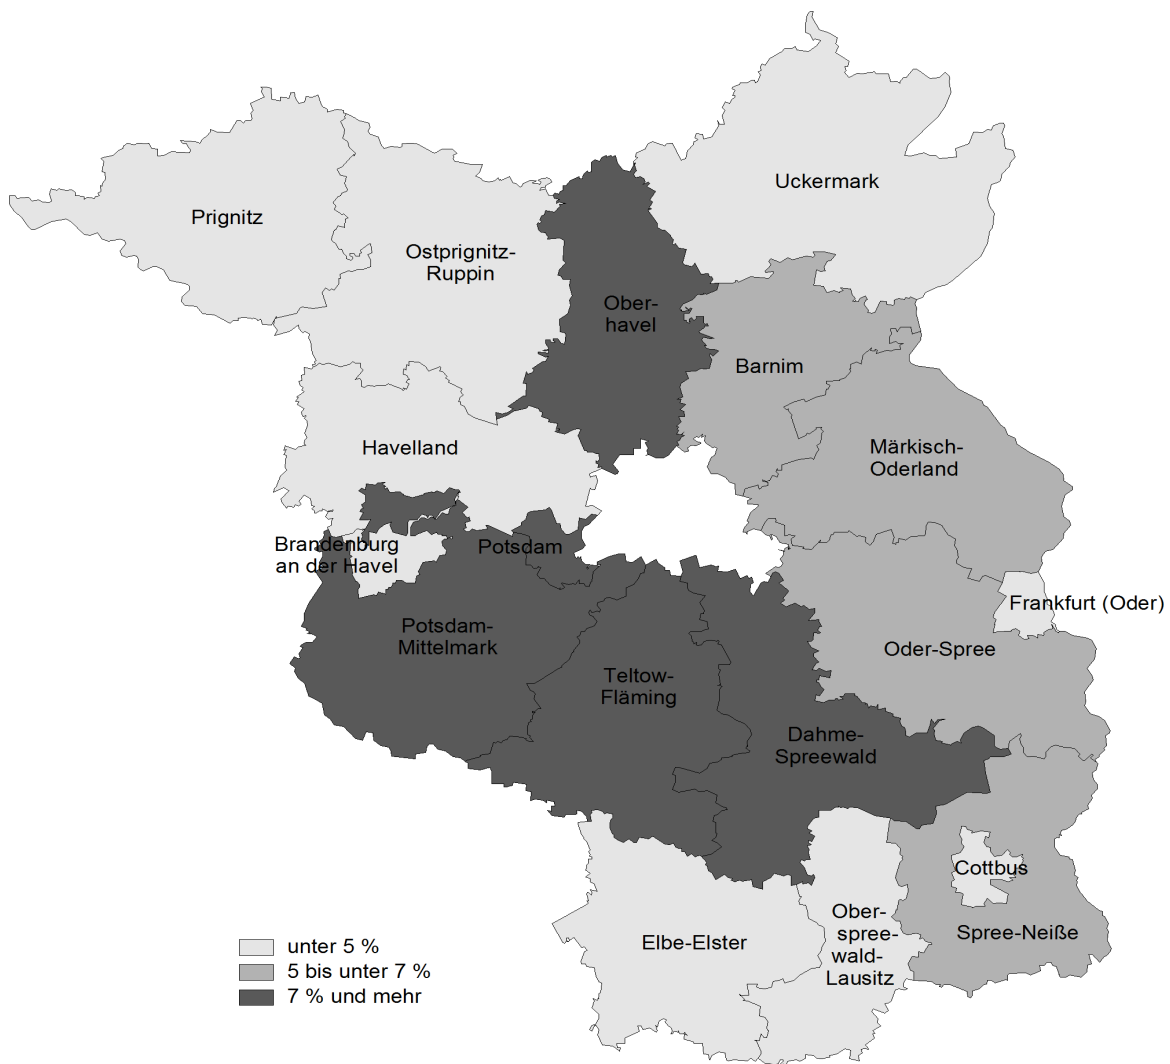 Uckermark
Prignitz
Ostprignitz-
Ruppin
Ober-
havel
Barnim
Havelland
Märkisch-
Oderland
Brandenburg
an der Havel
Potsdam
Frankfurt (Oder)
Potsdam-
Mittelmark
Oder-Spree
Teltow-
Fläming
Dahme-
Spreewald
Cottbus
Ober-
spree-
wald-
Lausitz
Spree-Neiße
Elbe-Elster
unter 5 %
5 bis unter 7 %
7 % und mehr